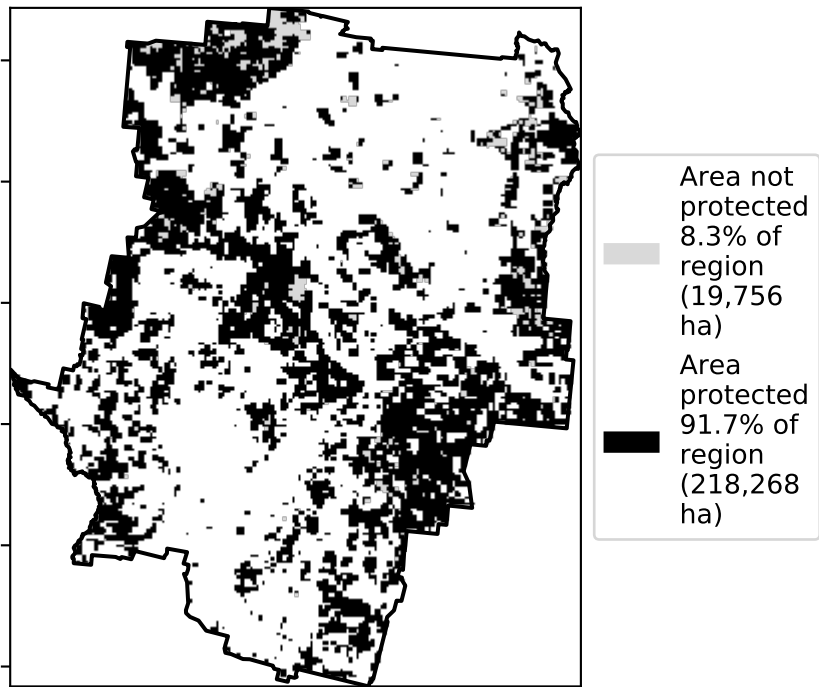 Area not
protected
8.3% of
region
(19,756
ha)
Area
protected
91.7% of
region
(218,268
ha)